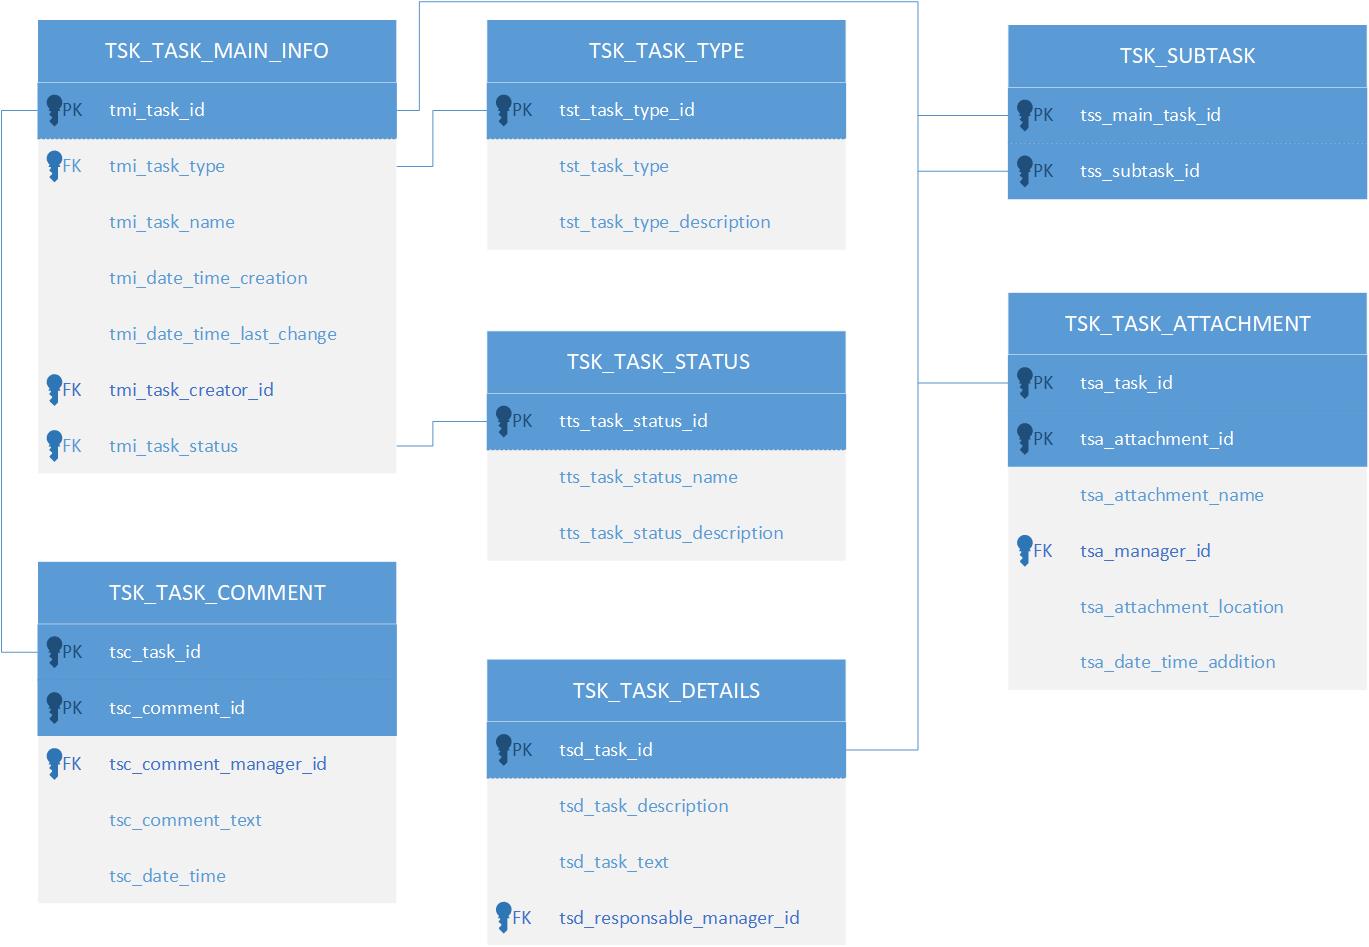 TSK_TASK_MAIN_INFO
PK tmi_task_id
FK tmi_task_type
tmi_task_name
tmi_date_time_creation
tmi_date_time_last_change
FK tmi_task_creator_id
FK tmi_task_status
TSK_TASK_COMMENT
PK tsc_task_id
PK tsc_comment_id
FK tsc_comment_manager_id
tsc_comment_text
tsc_date_time
TSK_TASK_TYPE
PK tst_task_type_id
tst_task_type
tst_task_type_description
TSK_TASK_STATUS
PK tts_task_status_id
tts_task_status_name
tts_task_status_description
TSK_TASK_DETAILS
PK tsd_task_id
tsd_task_description
tsd_task_text
FK tsd_responsable_manager_id
TSK_SUBTASK
PK tss_main_task_id
PK tss_subtask_id
TSK_TASK_ATTACHMENT
PK tsa_task_id
PK tsa_attachment_id
tsa_attachment_name
FK tsa_manager_id
tsa_attachment_location
tsa_date_time_addition